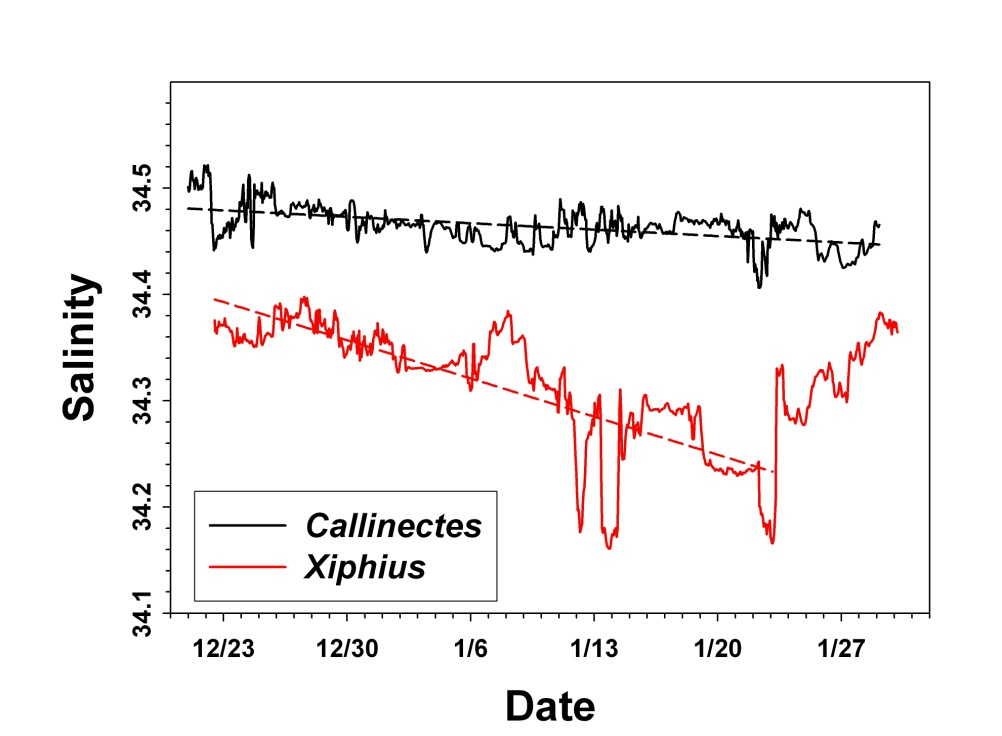 Salinity
34.5
34.4
34.3
34.2
34.1
Callinectes
Xiphius
12/23 12/30 1/6 1/13 1/20 1/27
Date